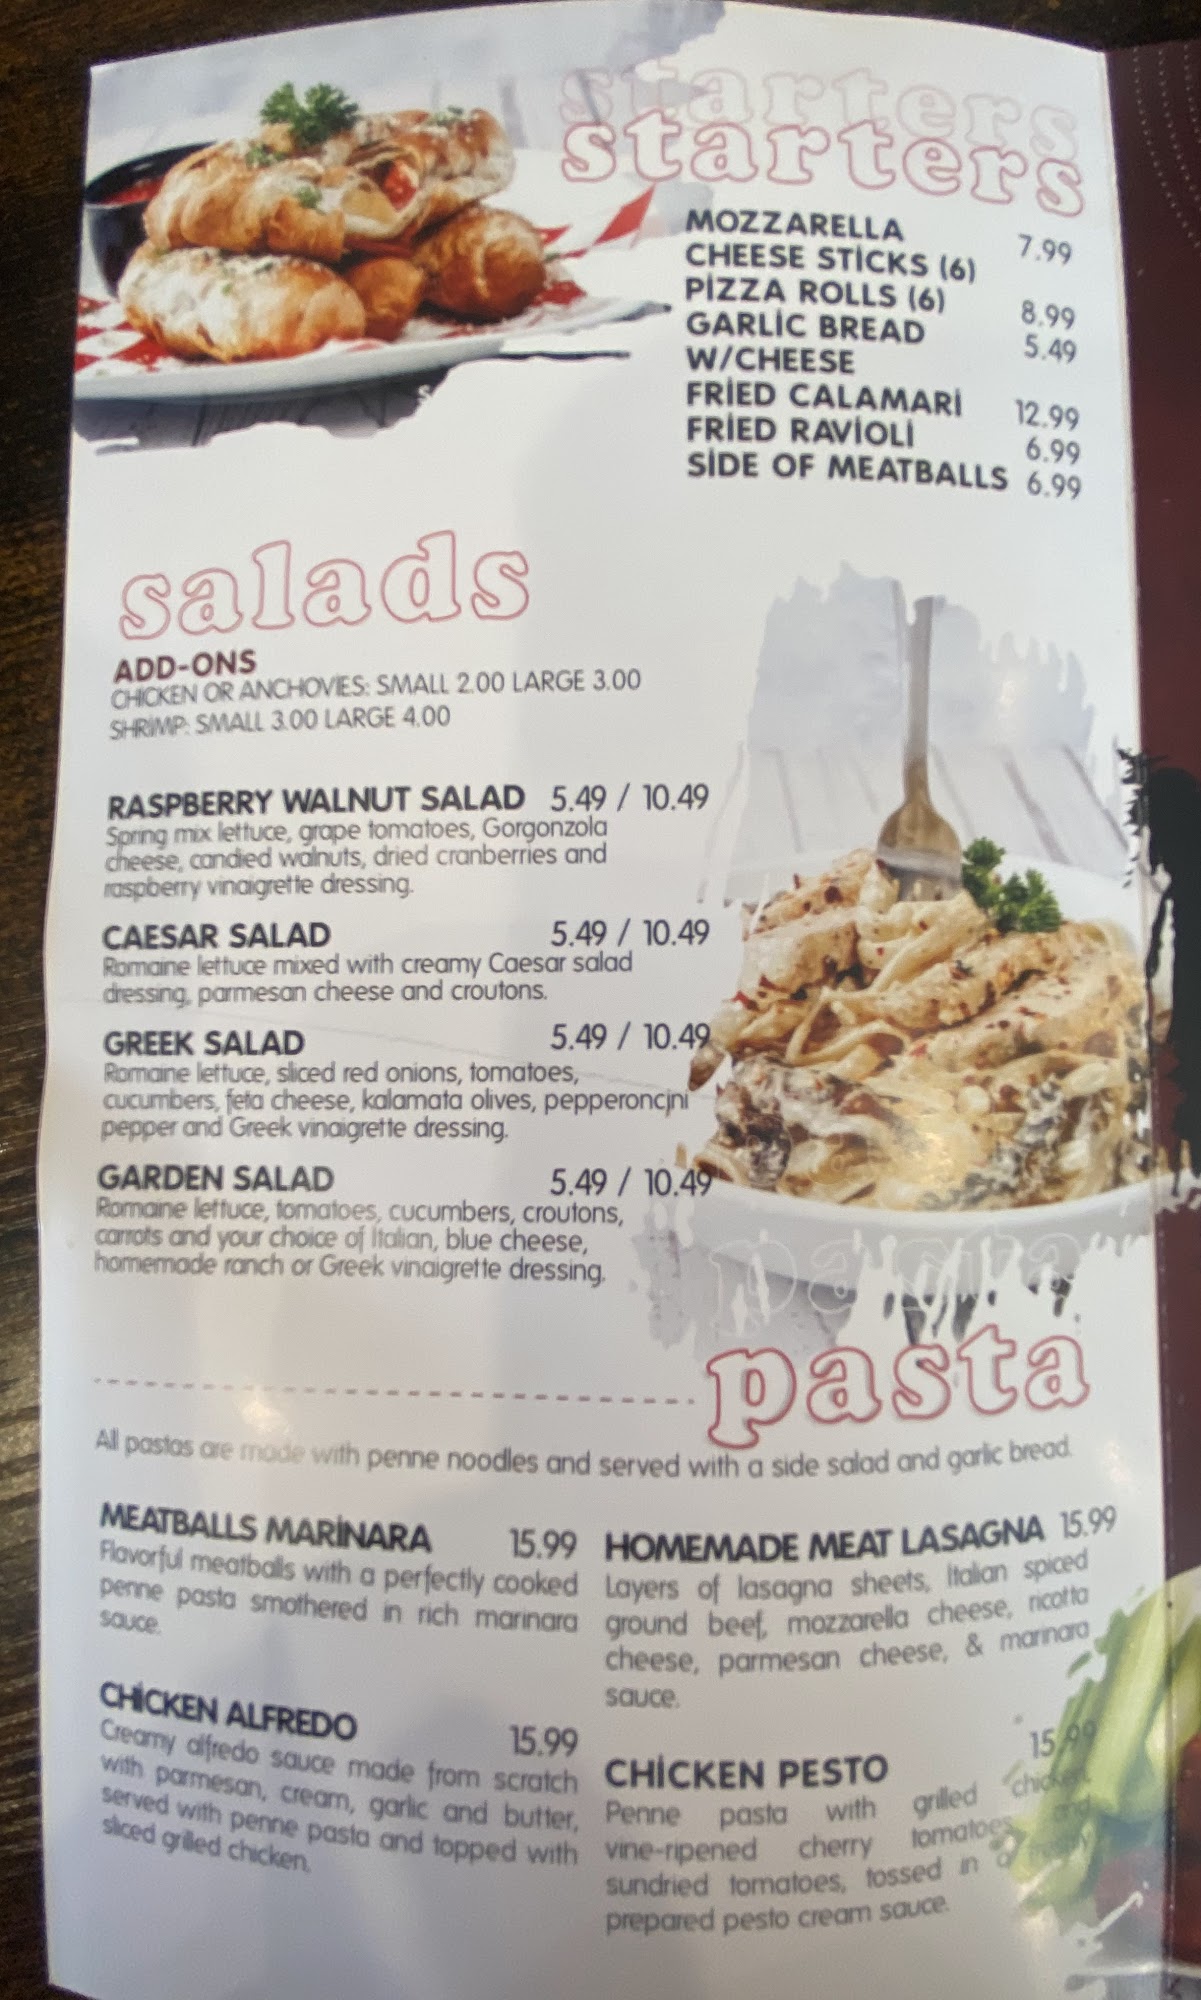 starters
starters
MOZZARELLA
CHEESE STICKS (6) 7.99
PIZZA ROLLS (6) 8.99
GARLIC BREAD 5.49
W/CHEESE
FRIED CALAMARI 12.99
FRIED RAVIOLI 6.99
SIDE OF MEATBALLS 6.99
salads
ADD-ONS
CHICKEN OR ANCHOVIES: SMALL 2.00 LARGE 3.00
SHRIMP: SMALL 3.00 LARGE 4.00
RASPBERRY WALNUT SALAD 5.49 / 10.49
Spring mix lettuce, grape tomatoes, Gorgonzola
cheese, candied walnuts, dried cranberries and
raspberry vinaigrette dressing.
CAESAR SALAD 5.49 / 10.49
Romaine lettuce mixed with creamy Caesar salad
dressing, parmesan cheese and croutons.
GREEK SALAD 5.49 / 10.49
Romaine lettuce, sliced red onions, tomatoes,
cucumbers, feta cheese, kalamata olives, pepperoncini
pepper and Greek vinaigrette dressing.
GARDEN SALAD 5.49 / 10.49
Romaine lettuce, tomatoes, cucumbers, croutons,
carrots and your choice of Italian, blue cheese,
homemade ranch or Greek vinaigrette dressing.
pasta
pasta
All pastas are made with penne noodles and served with a side salad and garlic bread.
MEATBALLS MARINARA 15.99
Flavorful meatballs with a perfectly cooked
penne pasta smothered in rich marinara
sauce.
CHICKEN ALFREDO 15.99
Creamy alfredo sauce made from scratch
with parmesan, cream, garlic and butter,
served with penne pasta and topped with
sliced grilled chicken.
HOMEMADE MEAT LASAGNA 15.99
Layers of lasagna sheets, Italian spiced
ground beef, mozzarella cheese, ricotta
cheese, parmesan cheese, & marinara
sauce.
CHICKEN PESTO 15.99
Penne pasta with grilled chicken,
vine-ripened cherry tomatoes and
sundried tomatoes, tossed in a
prepared pesto cream sauce.